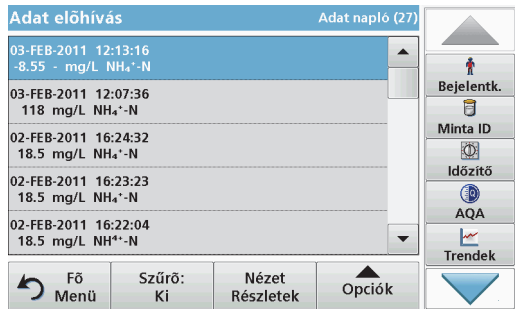 Adat elõhívás
Adat napló (27)
03-FEB-2011 12:13:16
-8.55 - mg/L NH₄⁺-N
03-FEB-2011 12:07:36
118 mg/L NH₄⁺-N
02-FEB-2011 16:24:32
18.5 mg/L NH₄⁺-N
02-FEB-2011 16:23:23
18.5 mg/L NH₄⁺-N
02-FEB-2011 16:22:04
18.5 mg/L NH⁴⁺-N
Bejelentk.
Minta ID
Időzítő
AQA
Trendek
Fõ
Menü
Szűrõ:
Ki
Nézet
Részletek
Opciók